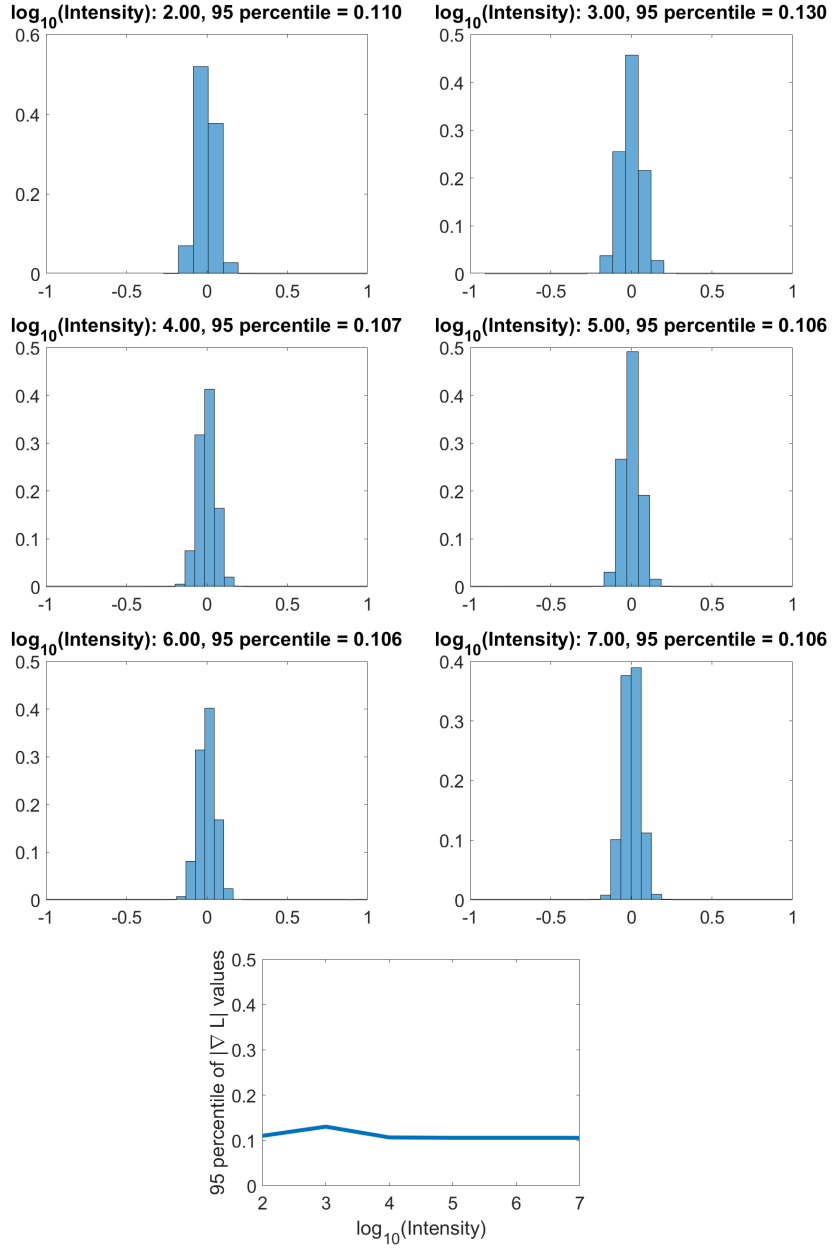 log10(Intensity): 2.00, 95 percentile = 0.110
0.6
0.4
0.2
0
-1 -0.5 0 0.5 1
log10(Intensity): 3.00, 95 percentile = 0.130
0.5
0.4
0.3
0.2
0.1
0
-1 -0.5 0 0.5 1
log10(Intensity): 4.00, 95 percentile = 0.107
0.5
0.4
0.3
0.2
0.1
0
-1 -0.5 0 0.5 1
log10(Intensity): 5.00, 95 percentile = 0.106
0.5
0.4
0.3
0.2
0.1
0
-1 -0.5 0 0.5 1
log10(Intensity): 6.00, 95 percentile = 0.106
0.5
0.4
0.3
0.2
0.1
0
-1 -0.5 0 0.5 1
log10(Intensity): 7.00, 95 percentile = 0.106
0.4
0.3
0.2
0.1
0
-1 -0.5 0 0.5 1
95 percentile of |∇ L| values
0.5
0.4
0.3
0.2
0.1
0
2 3 4 5 6 7
log10(Intensity)